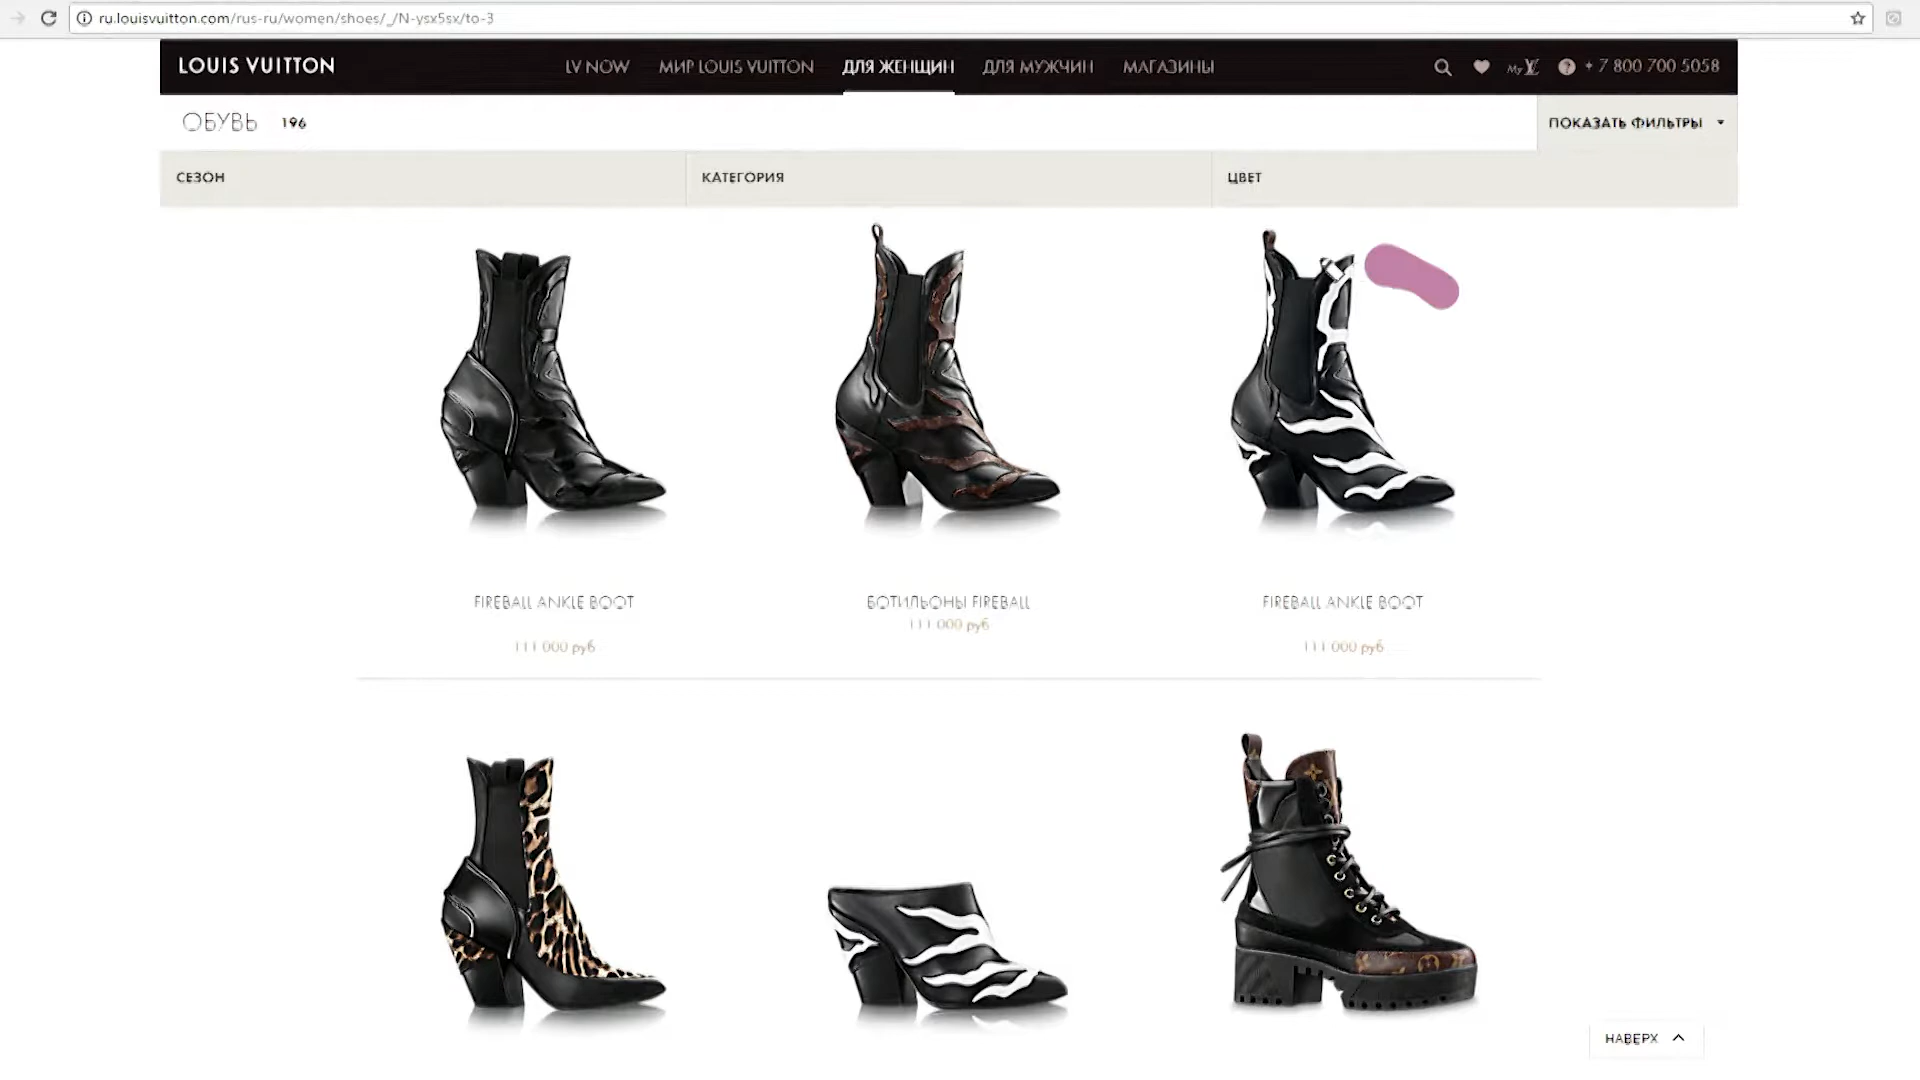 ru.louisvuitton.com/rus-ru/women/shoes/_/N-ysx5sx/to-3
LOUIS VUITTON LV NOW МИР LOUIS VUITTON ДЛЯ ЖЕНЩИН ДЛЯ МУЖЧИН МАГАЗИНЫ My LV ? + 7 800 700 5058
ОБУВЬ 196 ПОКАЗАТЬ ФИЛЬТРЫ
СЕЗОН КАТЕГОРИЯ ЦВЕТ
FIREBALL ANKLE BOOT БОТИЛЬОНЫ FIREBALL FIREBALL ANKLE BOOT
111 000 руб
111 000 руб 111 000 руб
НАВЕРХ